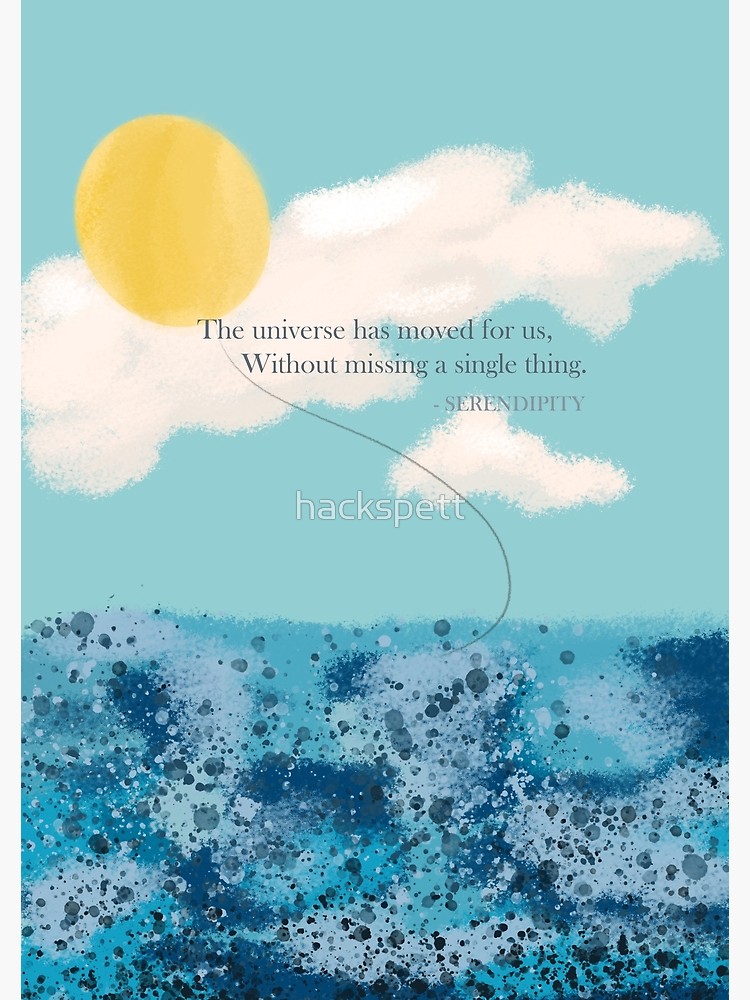 The universe has moved for us,
Without missing a single thing.
- SERENDIPITY
hackspett